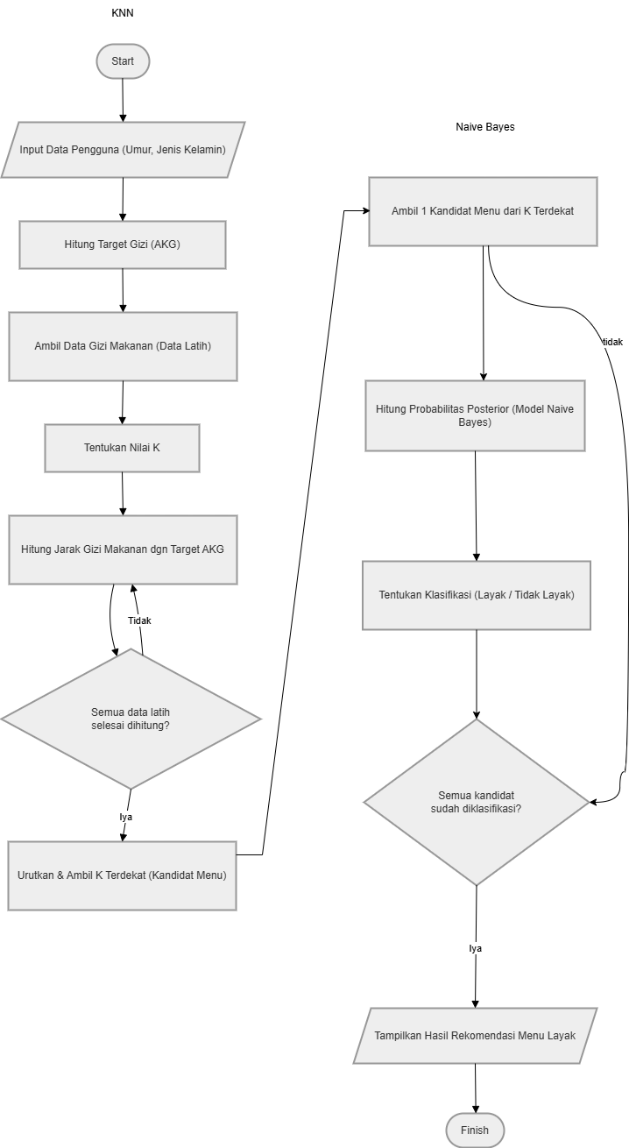 KNN
Start
Input Data Pengguna (Umur, Jenis Kelamin)
Hitung Target Gizi (AKG)
Ambil Data Gizi Makanan (Data Latih)
Tentukan Nilai K
Hitung Jarak Gizi Makanan dgn Target AKG
Tidak
Semua data latih
selesai dihitung?
Iya
Urutkan & Ambil K Terdekat (Kandidat Menu)
Naive Bayes
Ambil 1 Kandidat Menu dari K Terdekat
tidak
Hitung Probabilitas Posterior (Model Naive
Bayes)
Tentukan Klasifikasi (Layak / Tidak Layak)
Semua kandidat
sudah diklasifikasi?
Iya
Tampilkan Hasil Rekomendasi Menu Layak
Finish